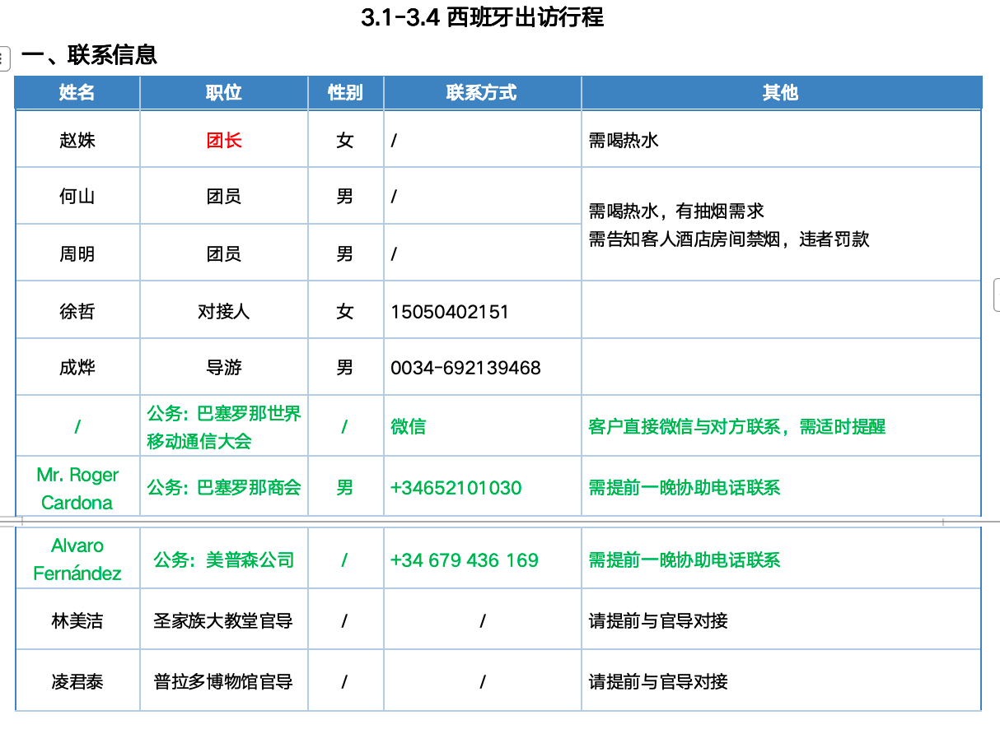 3.1-3.4 西班牙出访行程
一、联系信息
姓名 职位 性别 联系方式 其他
赵姝 团长 女 / 需喝热水
何山 团员 男 /
需喝热水，有抽烟需求
需告知客人酒店房间禁烟，违者罚款
周明 团员 男 /
徐哲 对接人 女 15050402151
成烨 导游 男 0034-692139468
/ 公务：巴塞罗那世界
移动通信大会 / 微信 客户直接微信与对方联系，需适时提醒
Mr. Roger
Cardona 公务：巴塞罗那商会 男 +34652101030 需提前一晚协助电话联系
Alvaro
Fernández 公务：美普森公司 / +34 679 436 169 需提前一晚协助电话联系
林美洁 圣家族大教堂官导 / / 请提前与官导对接
凌君泰 普拉多博物馆官导 / / 请提前与官导对接